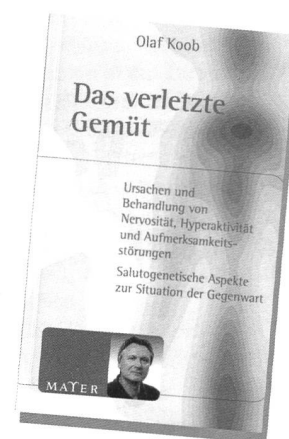 Olaf Koob
Das verletzte
Gemüt
Ursachen und
Behandlung von
Nervosität, Hyperaktivität
und Aufmerksamkeits-
störungen
Salutogenetische Aspekte
zur Situation der Gegenwart
MAYER